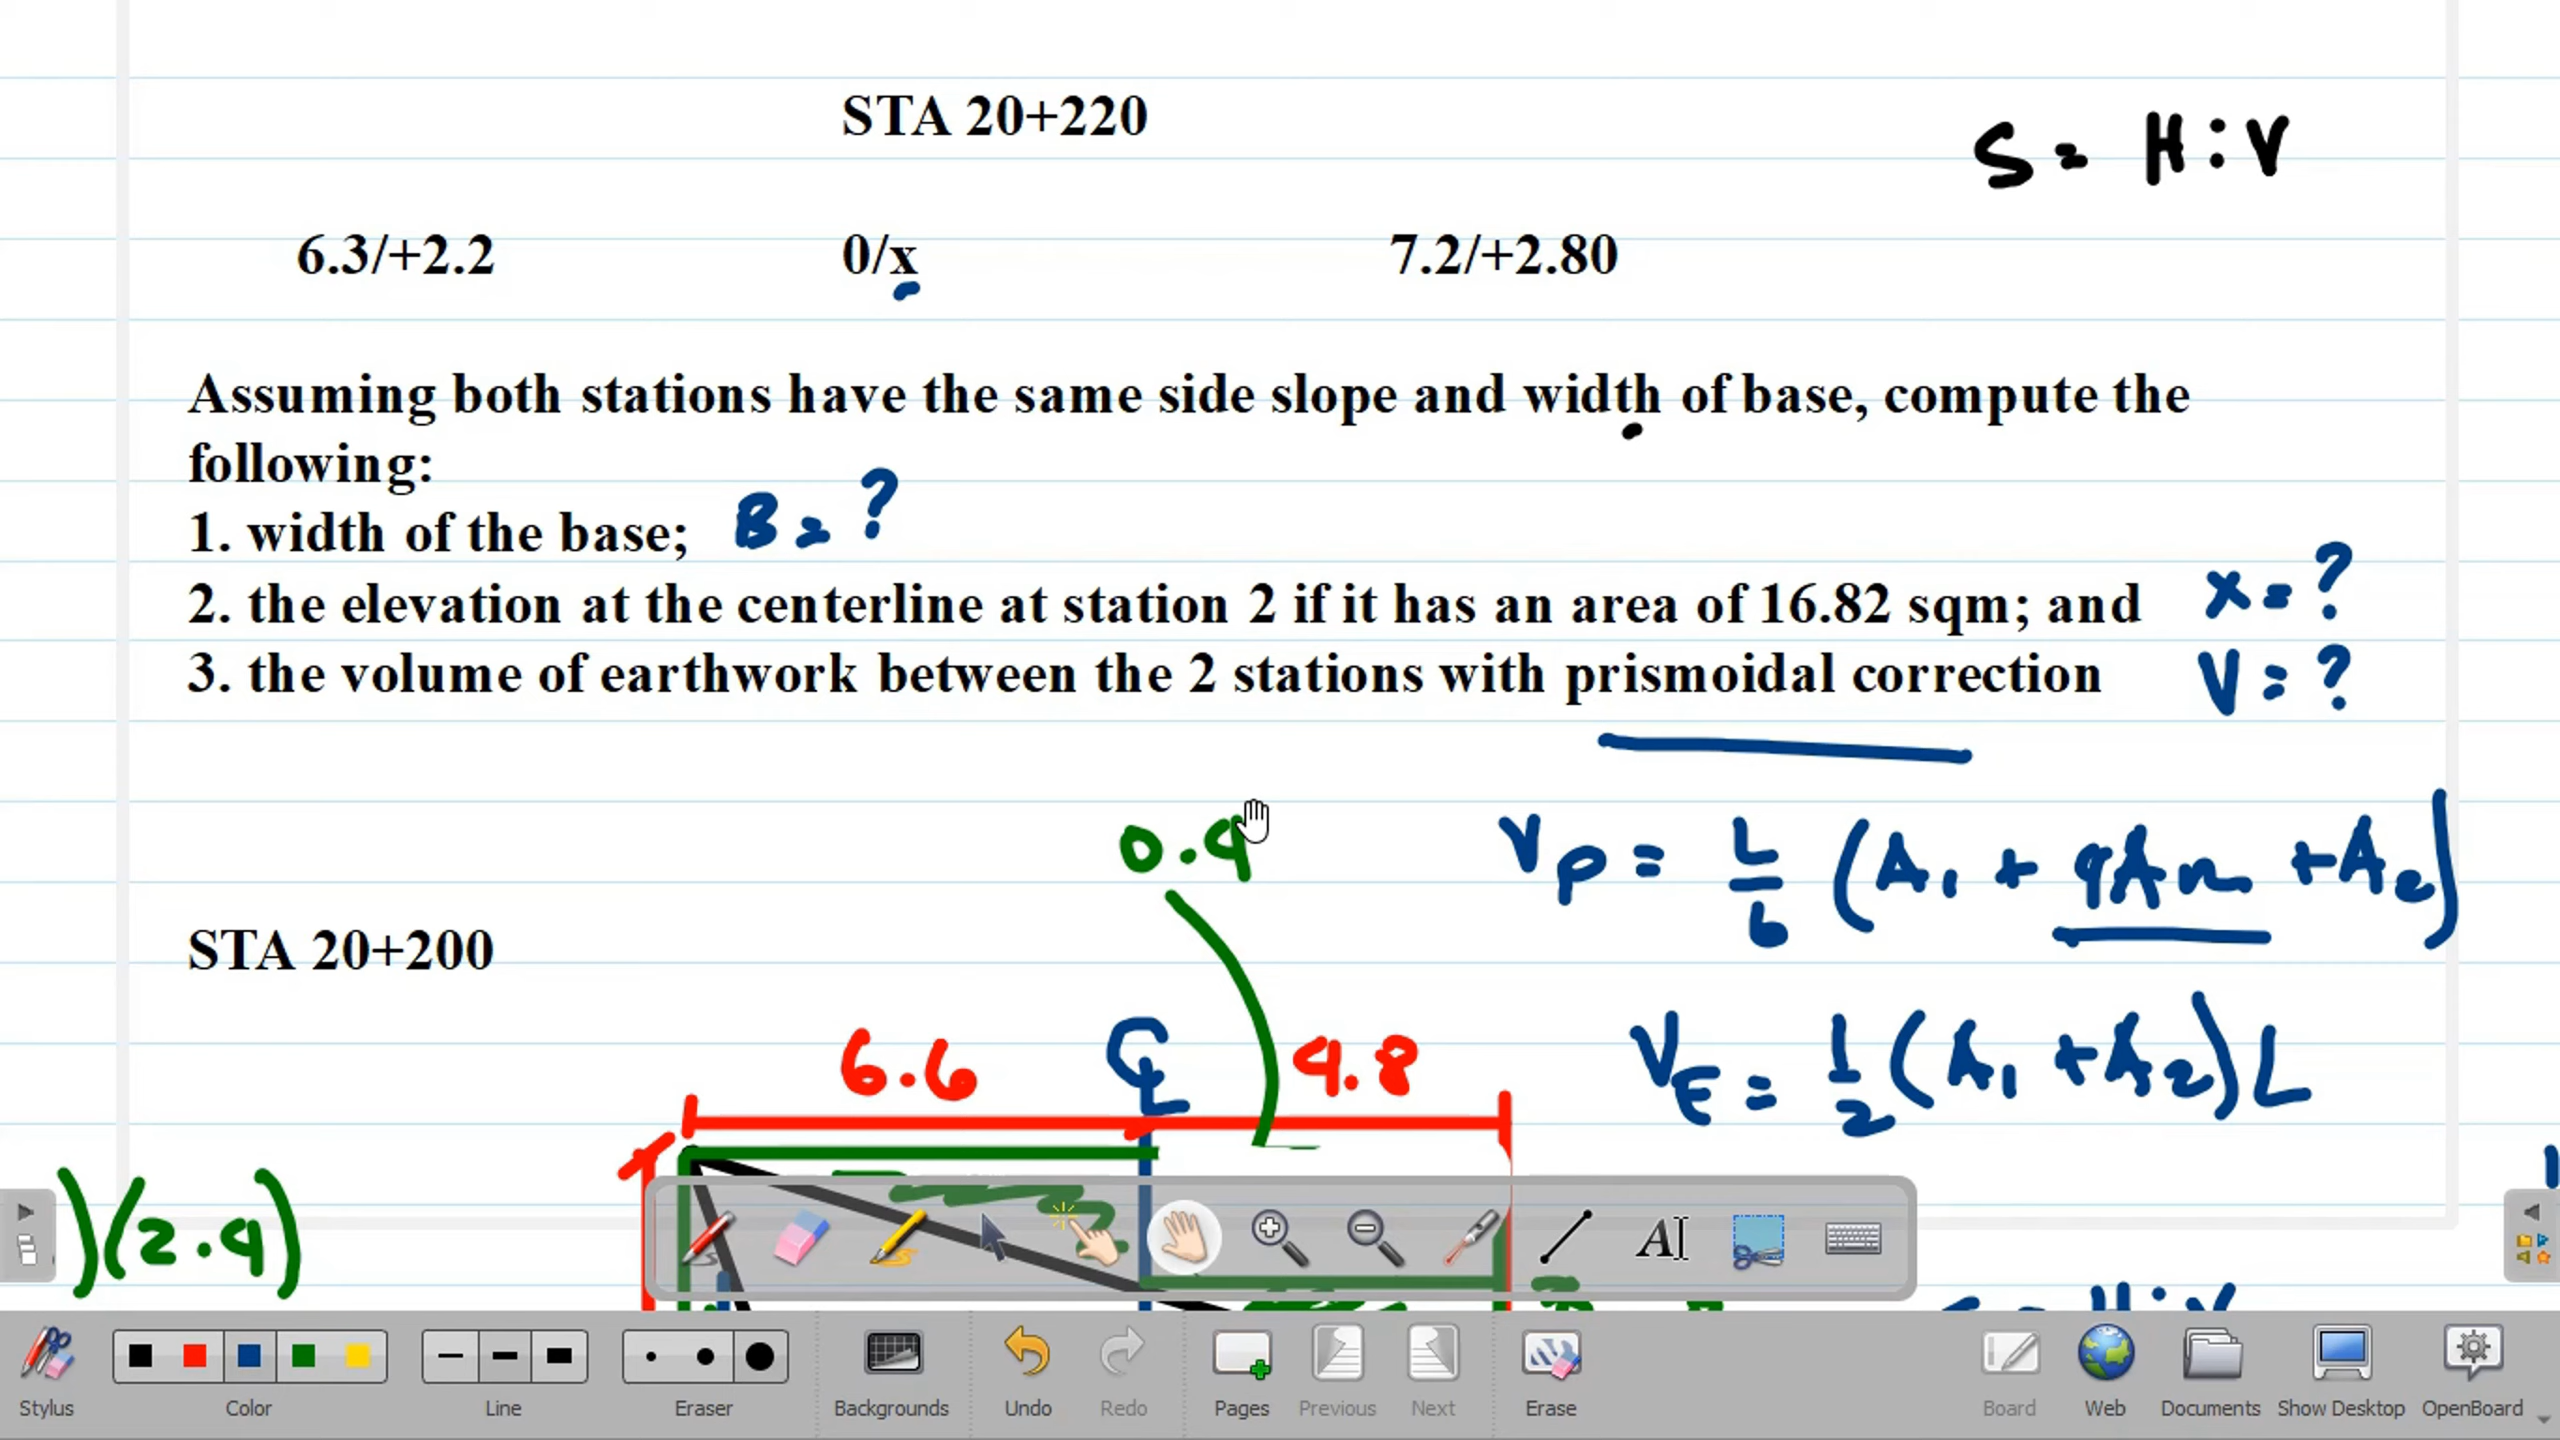 STA 20+220
S = H:V
6.3/+2.2 0/x 7.2/+2.80
Assuming both stations have the same side slope and width of base, compute the
following:
1. width of the base; B = ?
2. the elevation at the centerline at station 2 if it has an area of 16.82 sqm; and x = ?
3. the volume of earthwork between the 2 stations with prismoidal correction V = ?
0.4
Vp = L/6 (A1 + 4Am + A2)
STA 20+200
6.6 CL 4.8
VE = 1/2 (A1 + A2) L
)(2.4)
Stylus Color Line Eraser Backgrounds Undo Redo Pages Previous Next Erase Board Web Documents Show Desktop OpenBoard